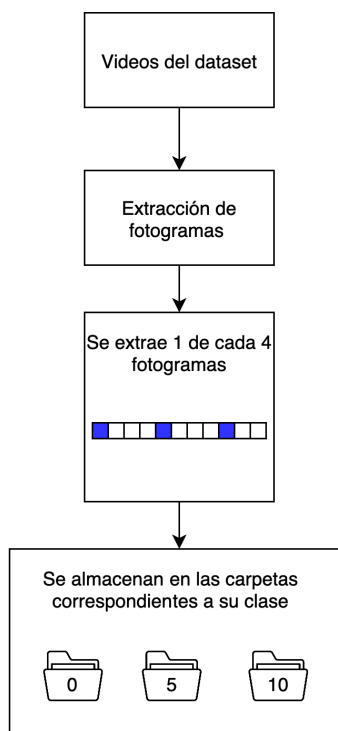 Videos del dataset
Extracción de
fotogramas
Se extrae 1 de cada 4
fotogramas
Se almacenan en las carpetas
correspondientes a su clase
0 5 10